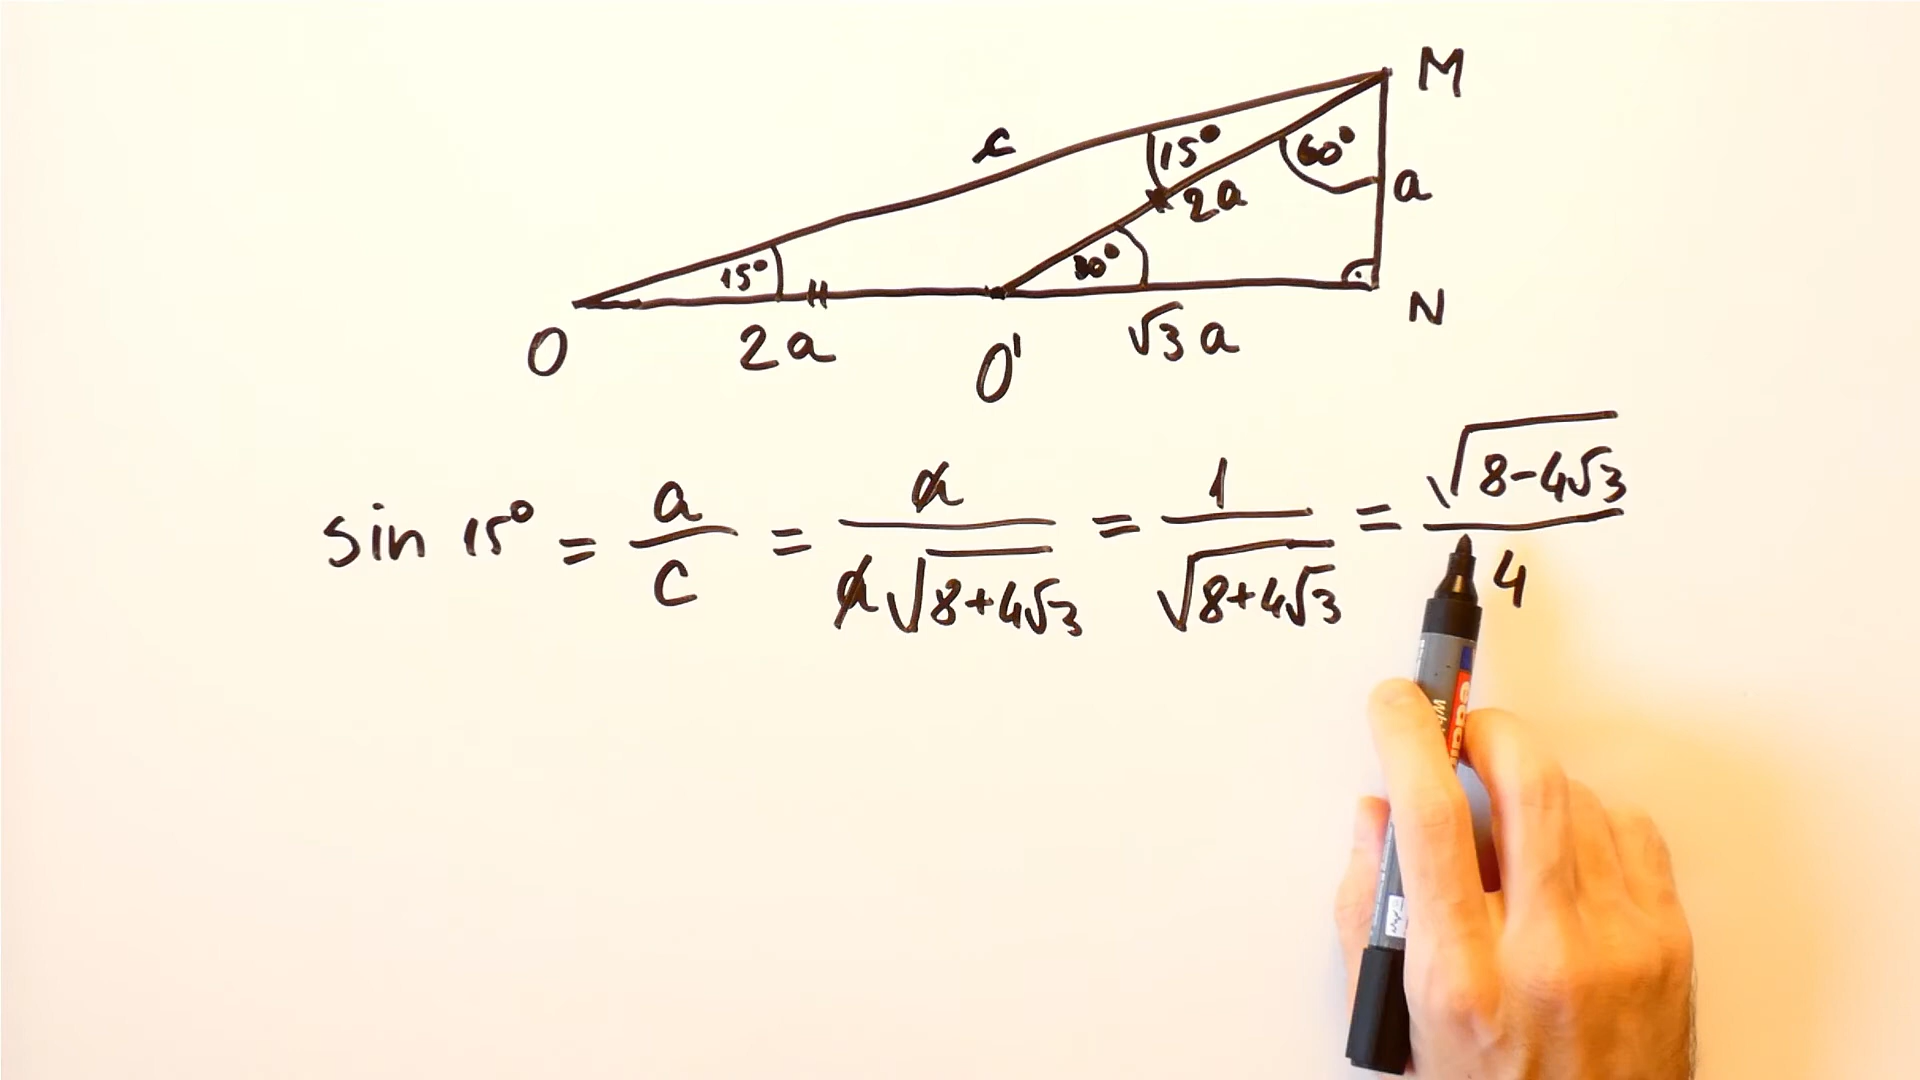 M
c
15° 60°
2a a
15° 30°
O 2a O' √3 a N
sin 15° = a/c = a/(a√(8+4√3)) = 1/√(8+4√3) = √(8-4√3)/4